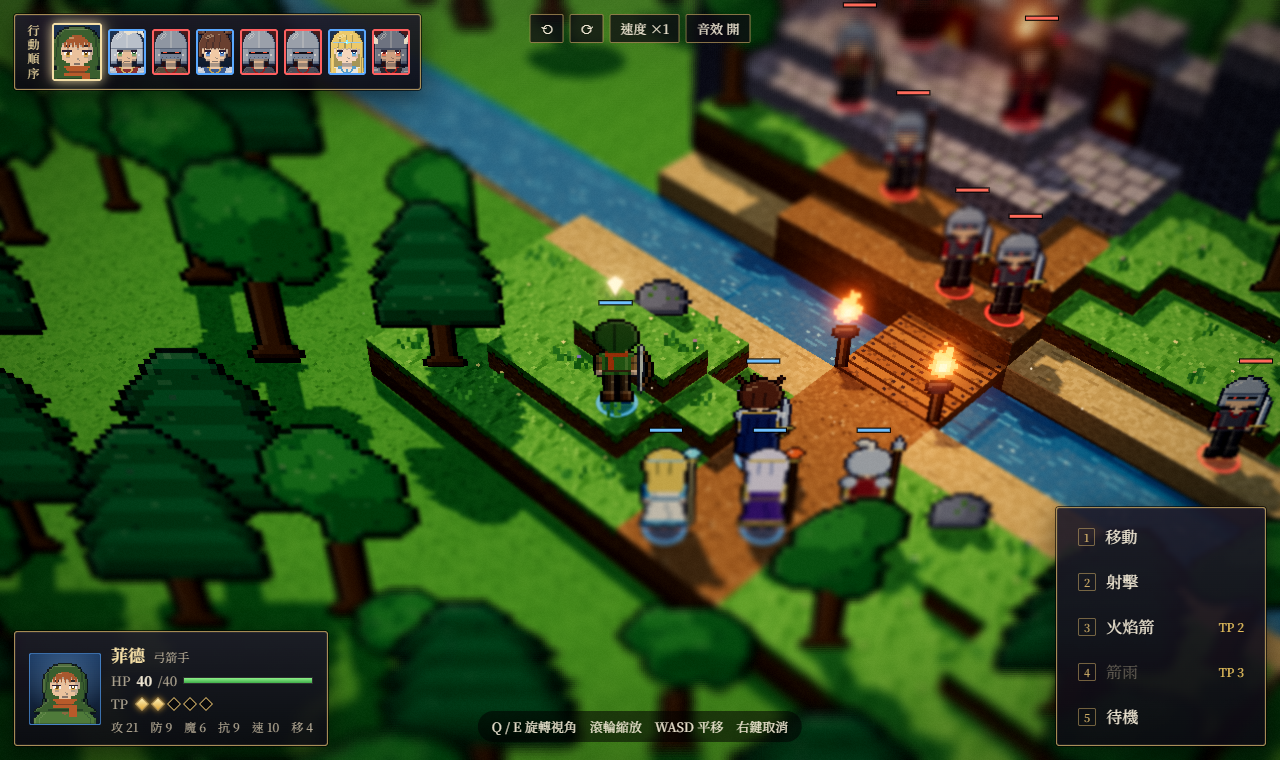 行動順序
速度 ×1
音效 開
菲德 弓箭手
HP 40 /40
TP
攻 21 防 9 魔 6 抗 9 速 10 移 4
Q / E 旋轉視角 滾輪縮放 WASD 平移 右鍵取消
1 移動
2 射擊
3 火焰箭 TP 2
4 箭雨 TP 3
5 待機